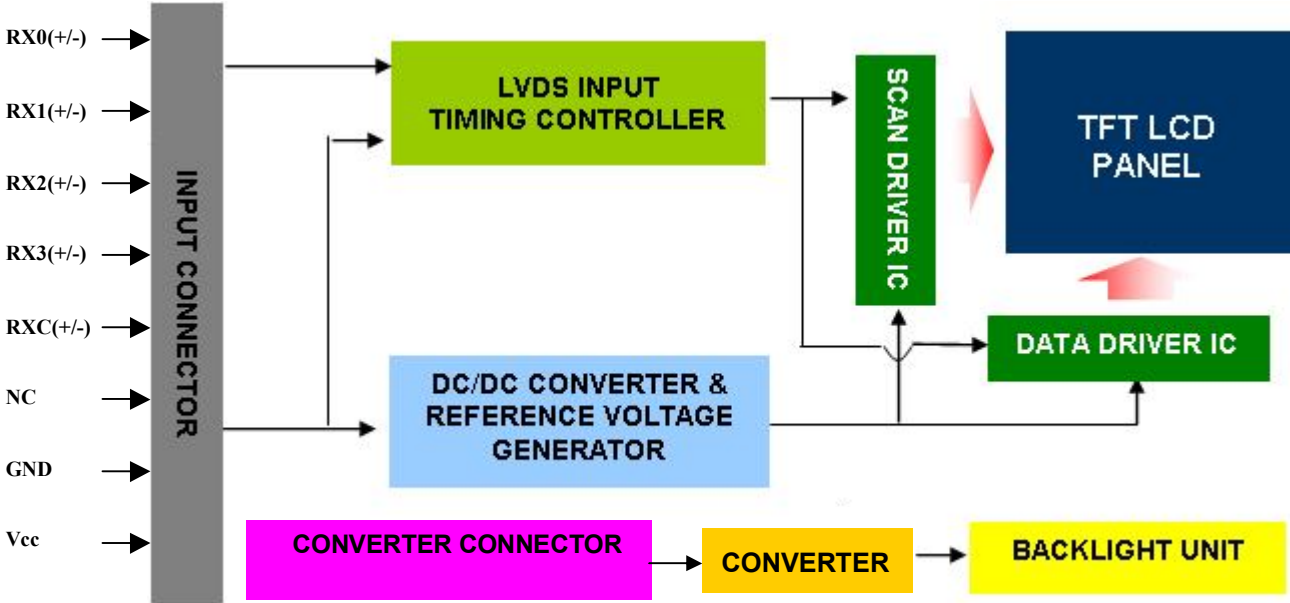 RX0(+/-)
RX1(+/-)
RX2(+/-)
RX3(+/-)
RXC(+/-)
NC
GND
Vcc
INPUT CONNECTOR
LVDS INPUT
TIMING CONTROLLER
SCAN DRIVER IC
TFT LCD
PANEL
DATA DRIVER IC
DC/DC CONVERTER &
REFERENCE VOLTAGE
GENERATOR
CONVERTER CONNECTOR
CONVERTER
BACKLIGHT UNIT